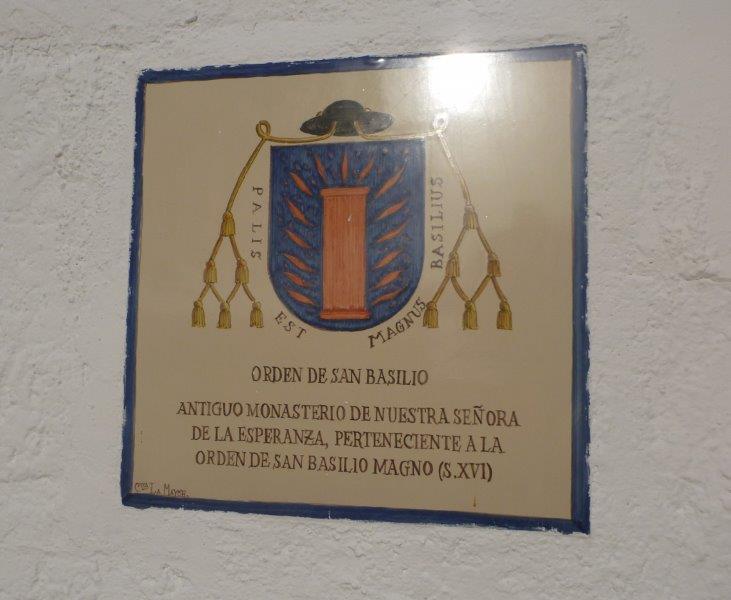 PALIS
EST
MAGNUS
BASILIUS
ORDEN DE SAN BASILIO
ANTIGUO MONASTERIO DE NUESTRA SEÑORA
DE LA ESPERANZA, PERTENECIENTE A LA
ORDEN DE SAN BASILIO MAGNO (S.XVI)